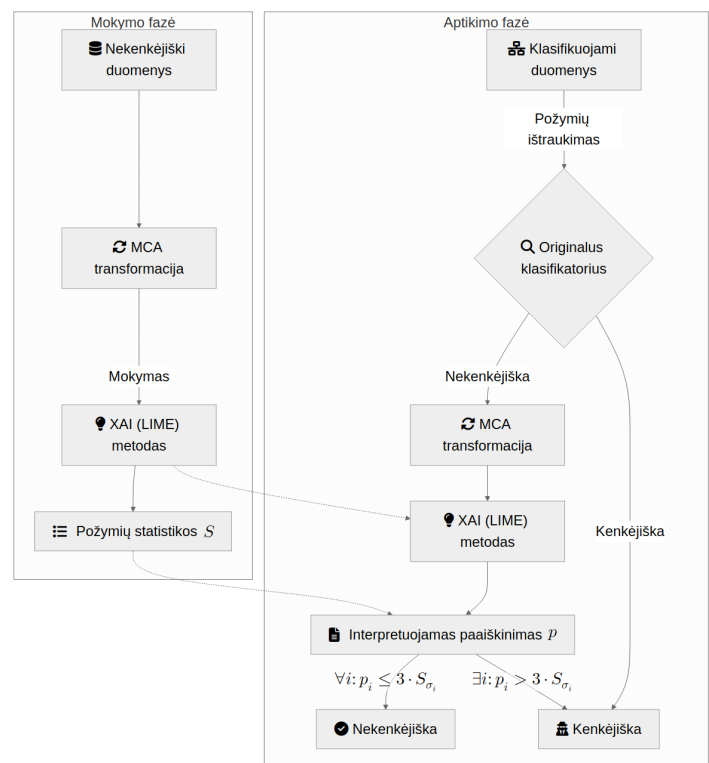 Mokymo fazė
Nekenkėjiški
duomenys
MCA
transformacija
Mokymas
XAI (LIME)
metodas
Požymių statistikos S
Aptikimo fazė
Klasifikuojami
duomenys
Požymių
ištraukimas
Originalus
klasifikatorius
Nekenkėjiška
MCA
transformacija
XAI (LIME)
metodas
Kenkėjiška
Interpretuojamas paaiškinimas p
∀i: p_i ≤ 3 · S_{σ_i}
∃i: p_i > 3 · S_{σ_i}
Nekenkėjiška
Kenkėjiška